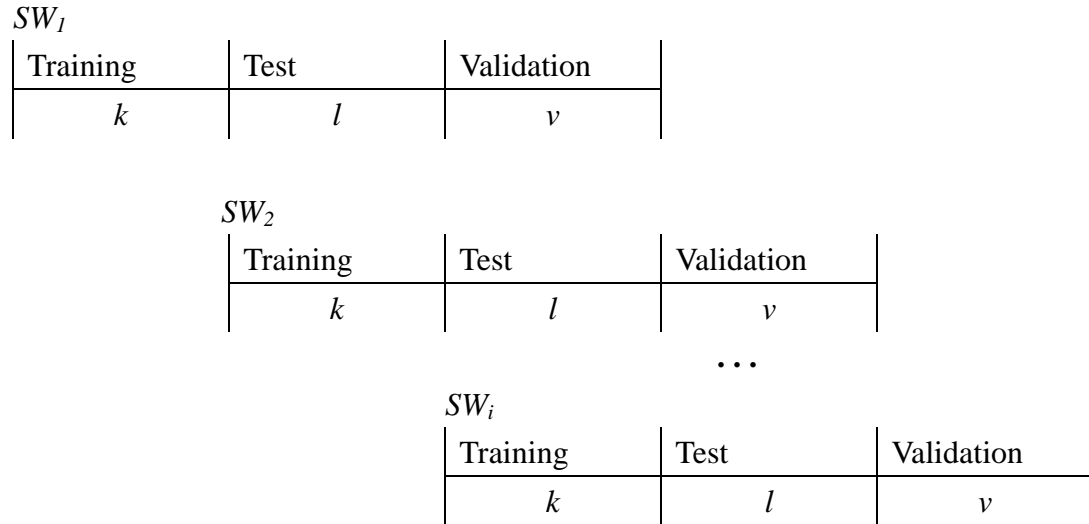 SW1
Training Test Validation
k l v
SW2
Training Test Validation
k l v
...
SWi
Training Test Validation
k l v